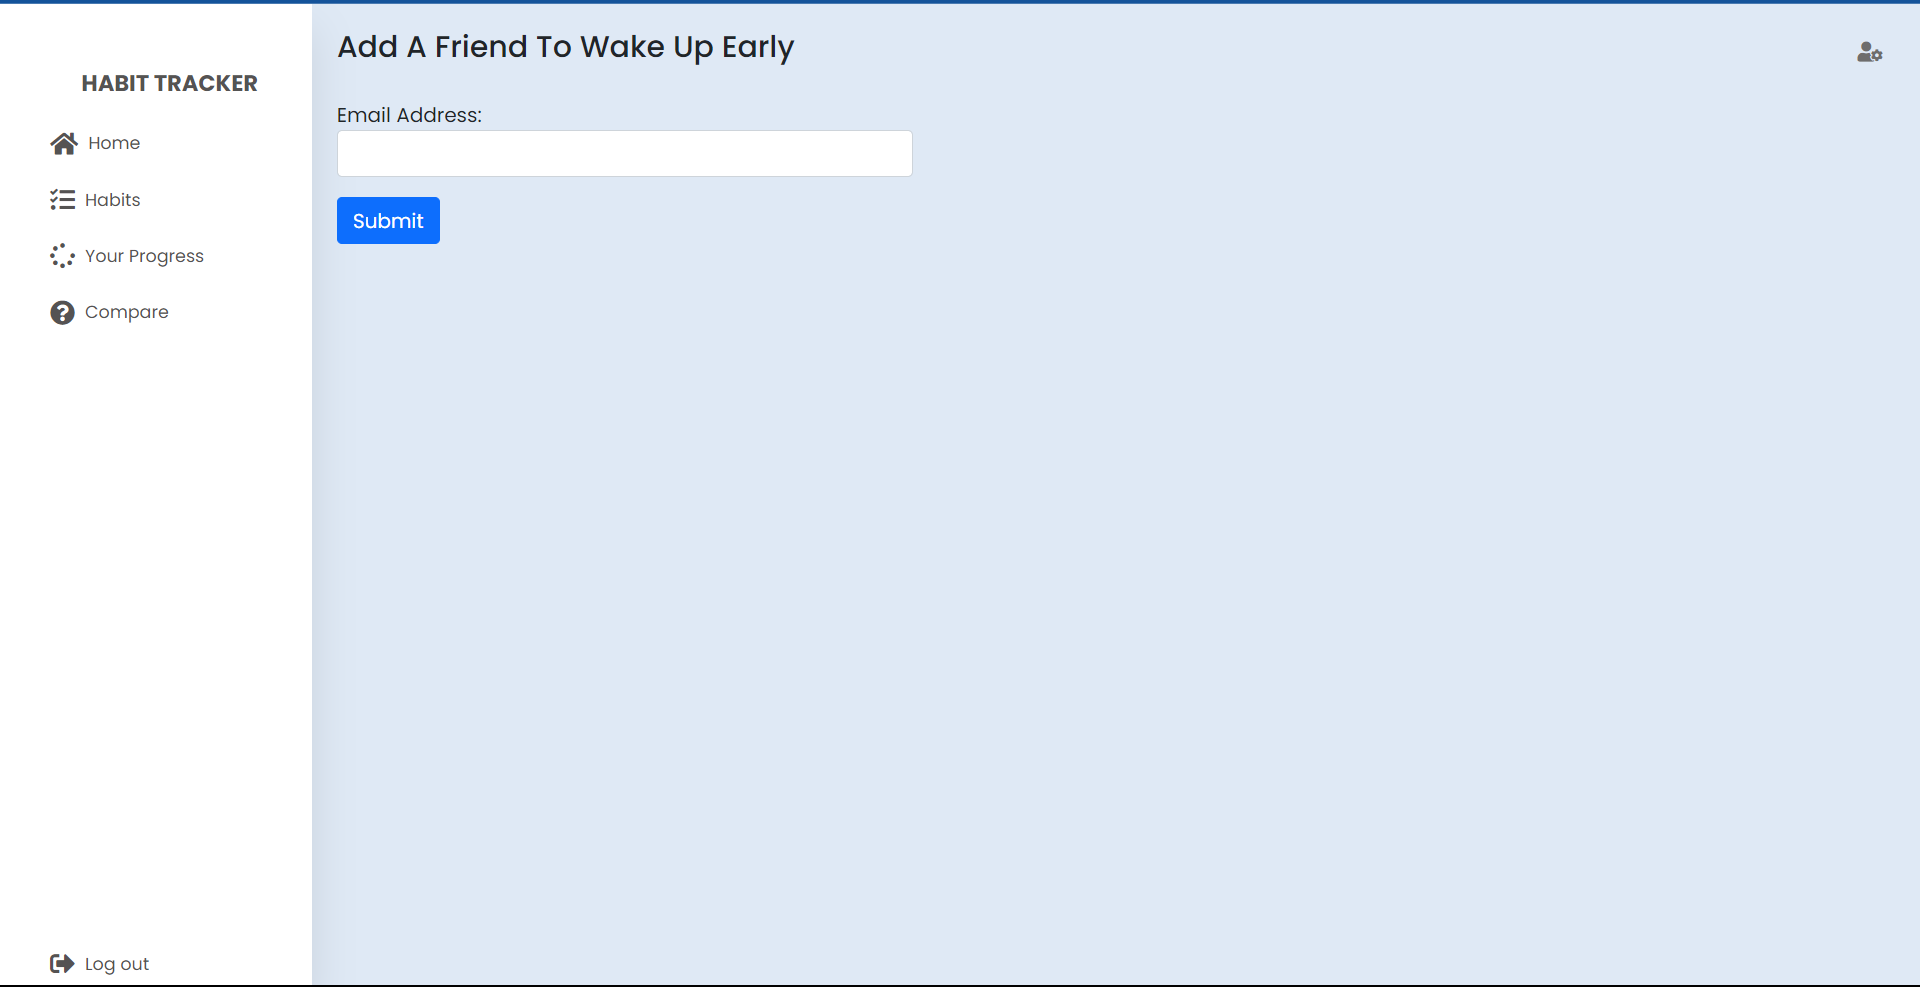 HABIT TRACKER
Home
Habits
Your Progress
Compare
Log out
Add A Friend To Wake Up Early
Email Address:
Submit